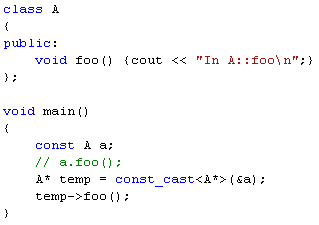 class A
{
public:
    void foo() {cout << "In A::foo\n";}
};

void main()
{
    const A a;
    // a.foo();
    A* temp = const_cast<A*>(&a);
    temp->foo();
}